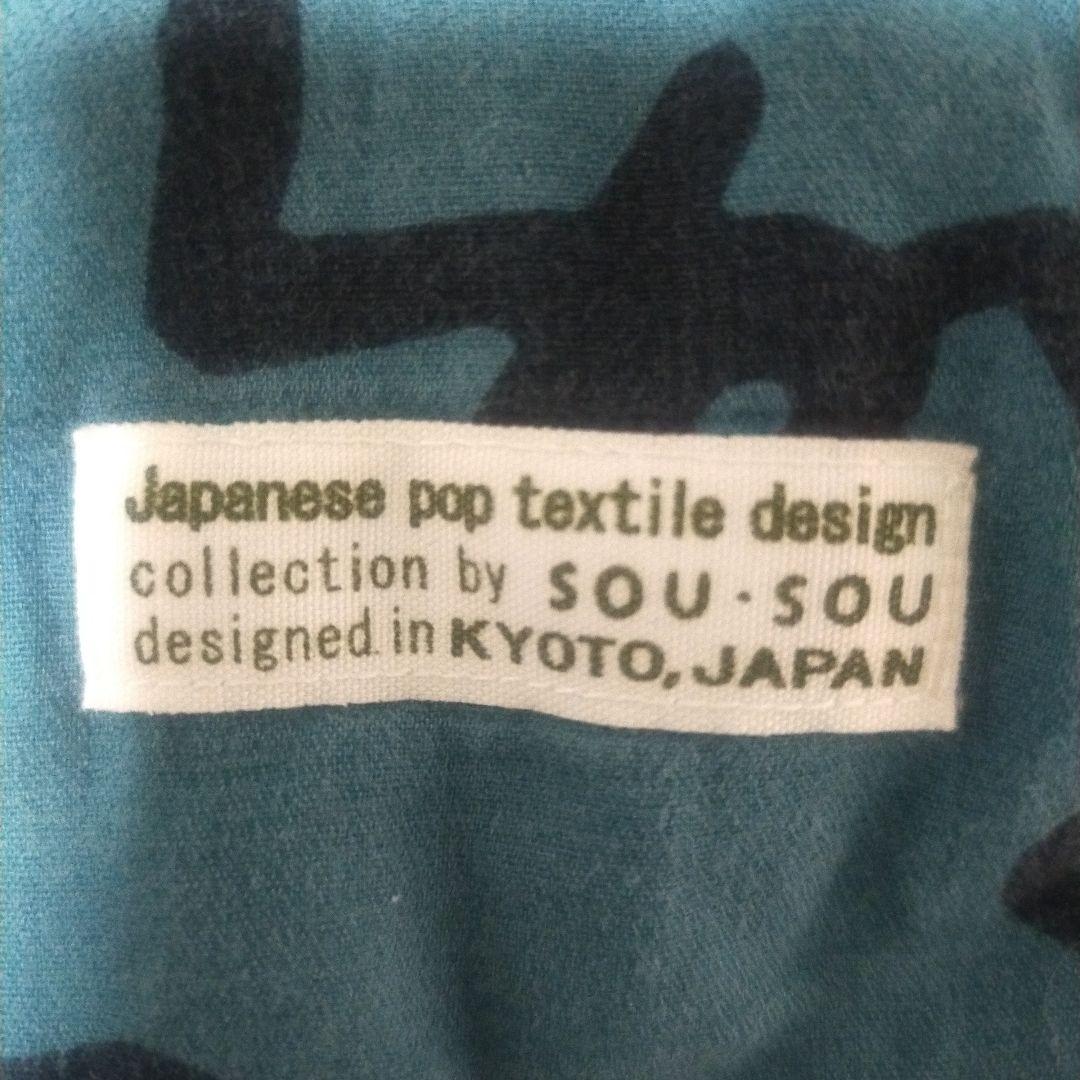 Japanese pop textile design
collection by SOU・SOU
designed in KYOTO, JAPAN